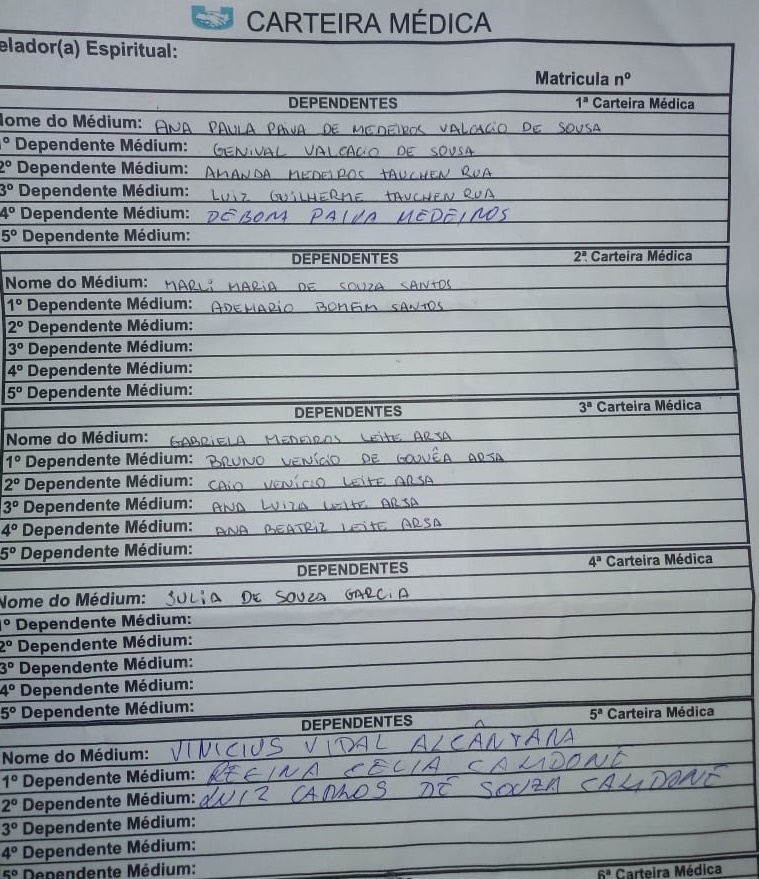 CARTEIRA MÉDICA
elador(a) Espiritual:
Matricula nº
DEPENDENTES 1ª Carteira Médica
Nome do Médium: ANA PAULA PAIVA DE MEDEIROS VALCACIO DE SOUSA
1º Dependente Médium: GENIVAL VALCACIO DE SOUSA
2º Dependente Médium: AMANDA MEDEIROS TAUCHEN RUA
3º Dependente Médium: LUIZ GUILHERME TAUCHEN RUA
4º Dependente Médium: DÉBORA PAIVA MEDEIROS
5º Dependente Médium:
DEPENDENTES 2ª Carteira Médica
Nome do Médium: MARLI MARIA DE SOUZA SANTOS
1º Dependente Médium: ADEMARIO BOMFIM SANTOS
2º Dependente Médium:
3º Dependente Médium:
4º Dependente Médium:
5º Dependente Médium:
DEPENDENTES 3ª Carteira Médica
Nome do Médium: GABRIELA MEDEIROS LEITE ARSA
1º Dependente Médium: BRUNO VENÍCIO DE GOUVÊA ARSA
2º Dependente Médium: CAIO VENÍCIO LEITE ARSA
3º Dependente Médium: ANA LUIZA LEITE ARSA
4º Dependente Médium: ANA BEATRIZ LEITE ARSA
5º Dependente Médium:
DEPENDENTES 4ª Carteira Médica
Nome do Médium: JULIA DE SOUZA GARCIA
1º Dependente Médium:
2º Dependente Médium:
3º Dependente Médium:
4º Dependente Médium:
5º Dependente Médium:
DEPENDENTES 5ª Carteira Médica
Nome do Médium: VINICIUS VIDAL ALCÂNTARA
1º Dependente Médium: REGINA CELIA
2º Dependente Médium: LUIZ CARLOS DE SOUZA
3º Dependente Médium:
4º Dependente Médium:
5º Dependente Médium:
6ª Carteira Médica